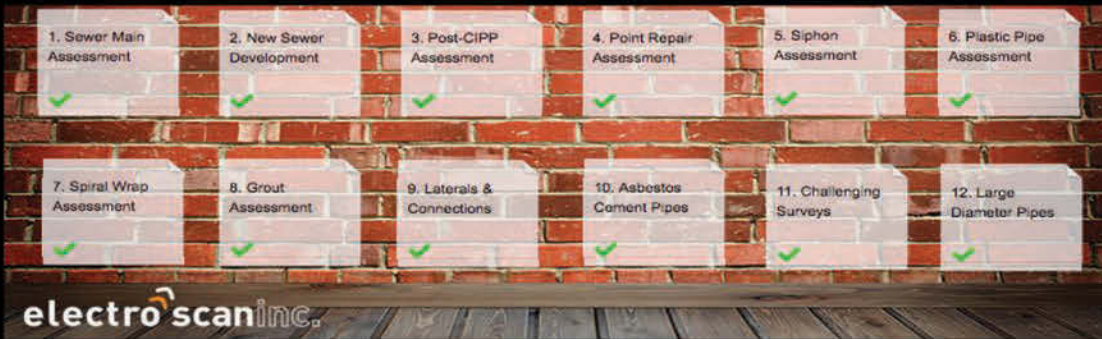 1. Sewer Main
Assessment
2. New Sewer
Development
3. Post-CIPP
Assessment
4. Point Repair
Assessment
5. Siphon
Assessment
6. Plastic Pipe
Assessment
7. Spiral Wrap
Assessment
8. Grout
Assessment
9. Laterals &
Connections
10. Asbestos
Cement Pipes
11. Challenging
Surveys
12. Large
Diameter Pipes
electro scaninc.